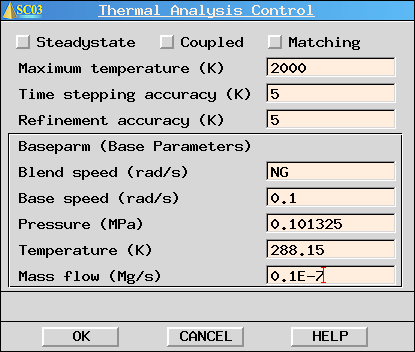 SC03 Thermal Analysis Control
Steadystate Coupled Matching
Maximum temperature (K) 2000
Time stepping accuracy (K) 5
Refinement accuracy (K) 5
Baseparm (Base Parameters)
Blend speed (rad/s) NG
Base speed (rad/s) 0.1
Pressure (MPa) 0.101325
Temperature (K) 288.15
Mass flow (Mg/s) 0.1E-7
OK CANCEL HELP